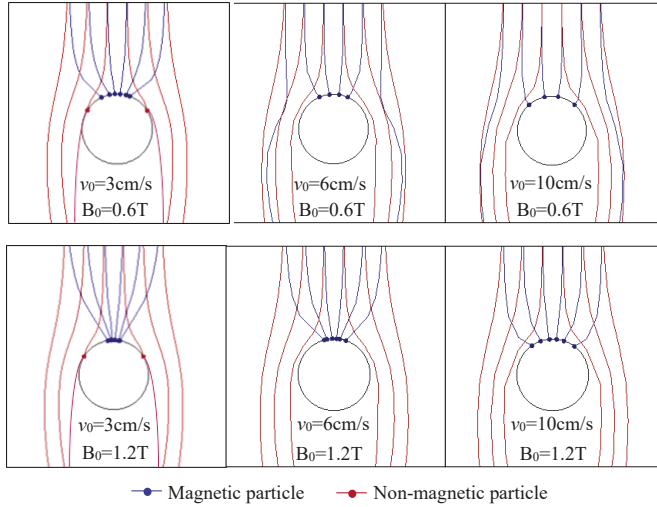 v₀=3cm/s
B₀=0.6T
v₀=6cm/s
B₀=0.6T
v₀=10cm/s
B₀=0.6T
v₀=3cm/s
B₀=1.2T
v₀=6cm/s
B₀=1.2T
v₀=10cm/s
B₀=1.2T
Magnetic particle
Non-magnetic particle